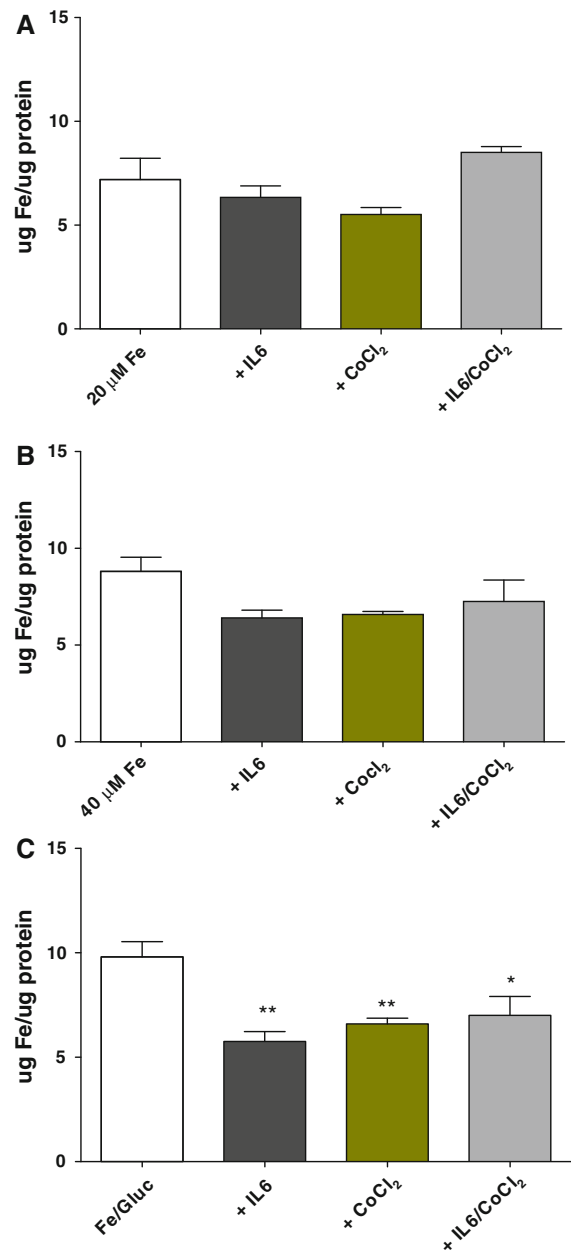 A
15
10
5
0
ug Fe/ug protein
20 μM Fe
+ IL6
+ CoCl₂
+ IL6/CoCl₂
B
15
10
5
0
ug Fe/ug protein
40 μM Fe
+ IL6
+ Cocl₂
+ IL6/CoCl₂
C
15
10
5
0
ug Fe/ug protein
**
**
*
Fe/Gluc
+ IL6
+ CoCl₂
+ IL6/CoCl₂